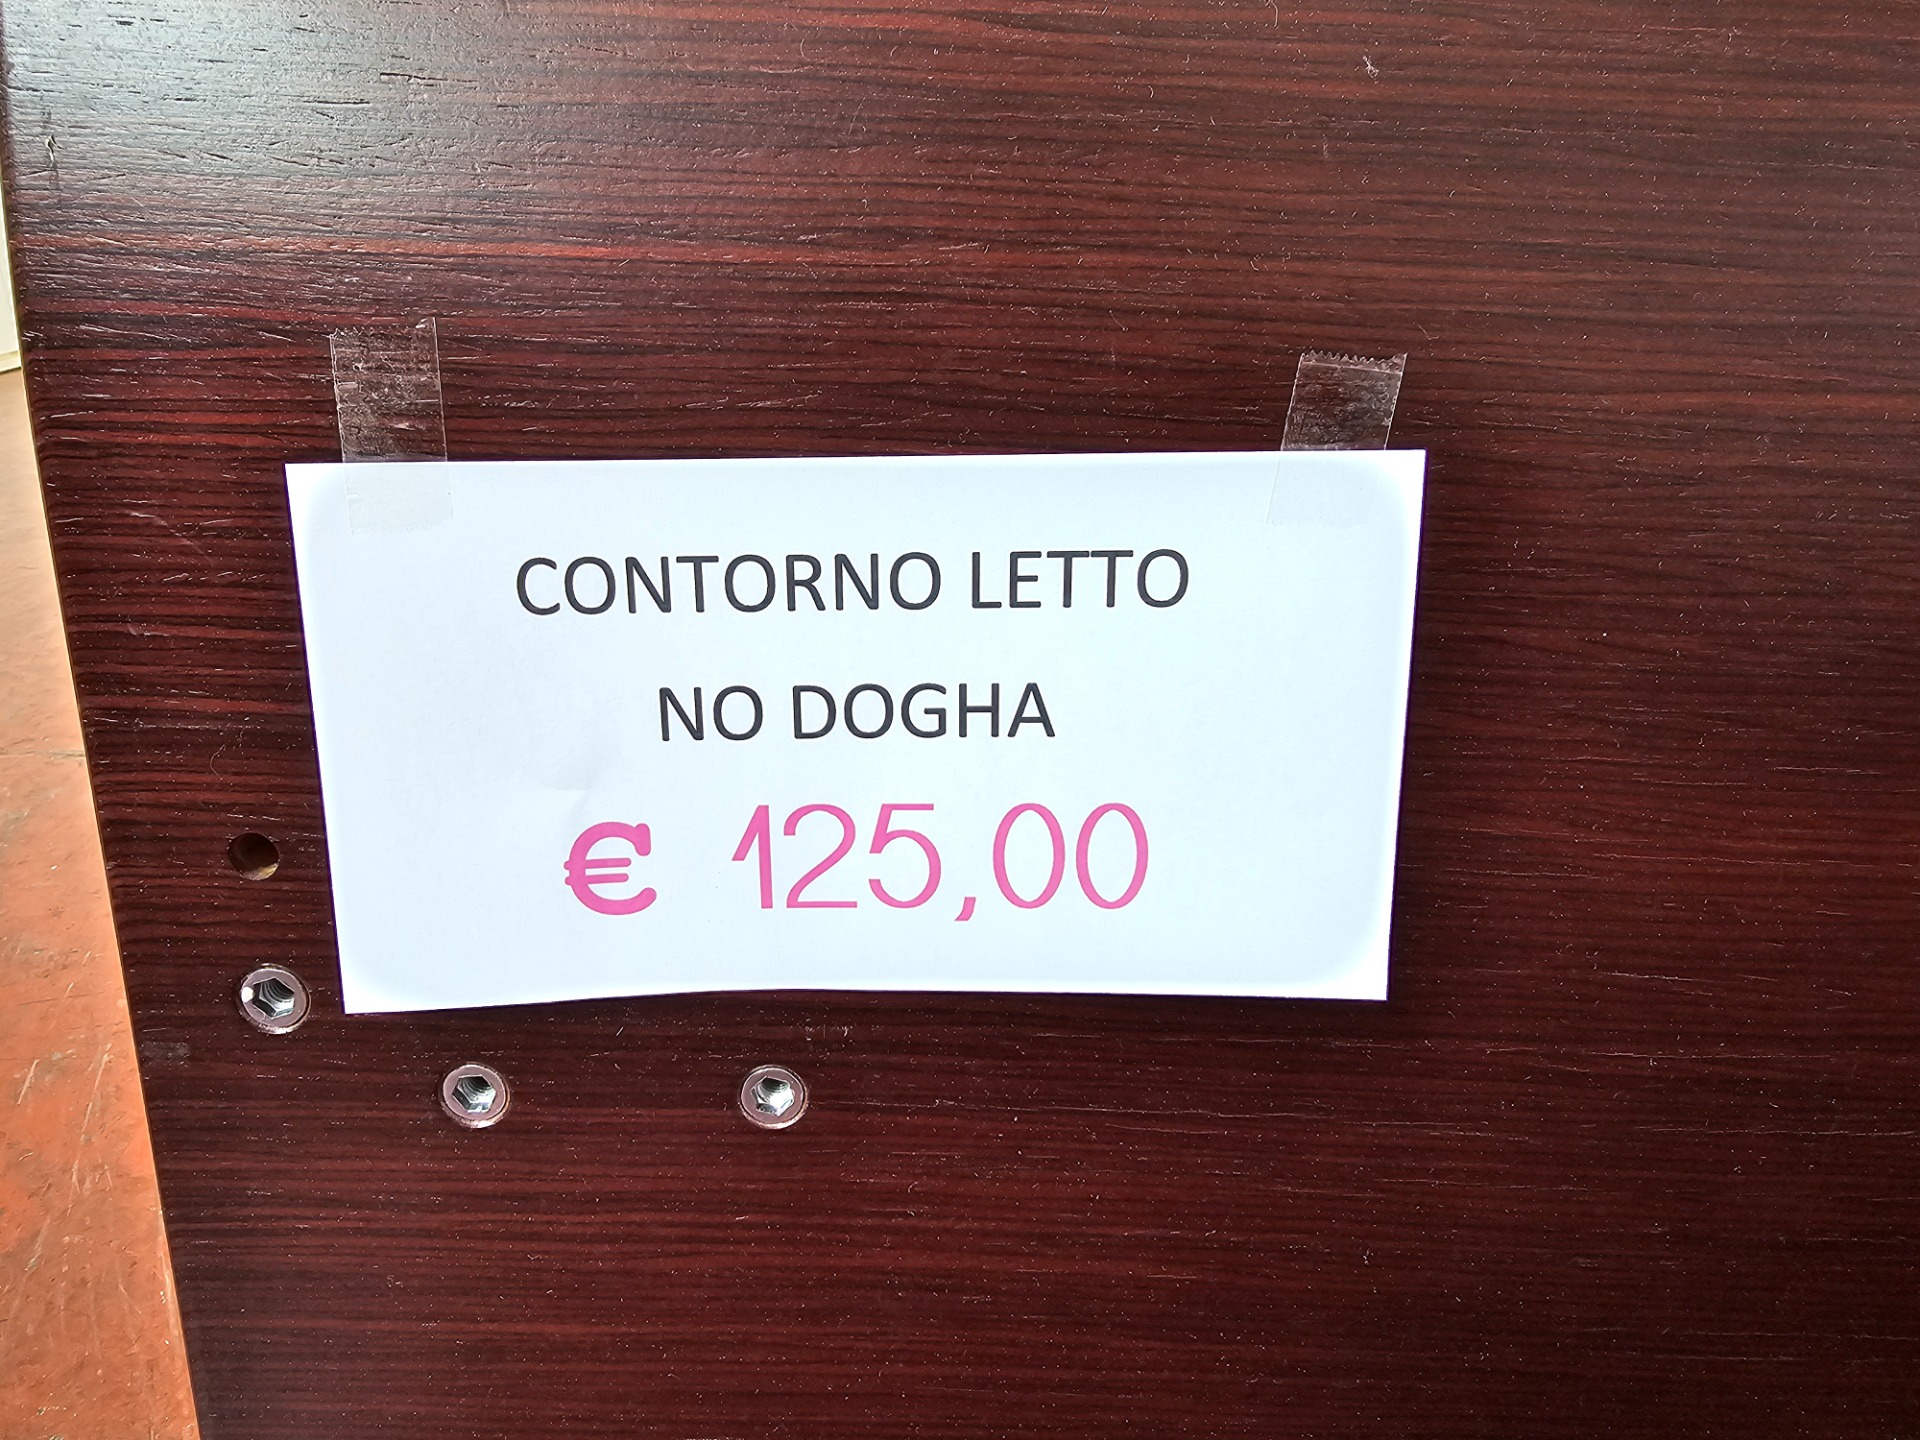 CONTORNO LETTO
NO DOGHA
€ 125,00